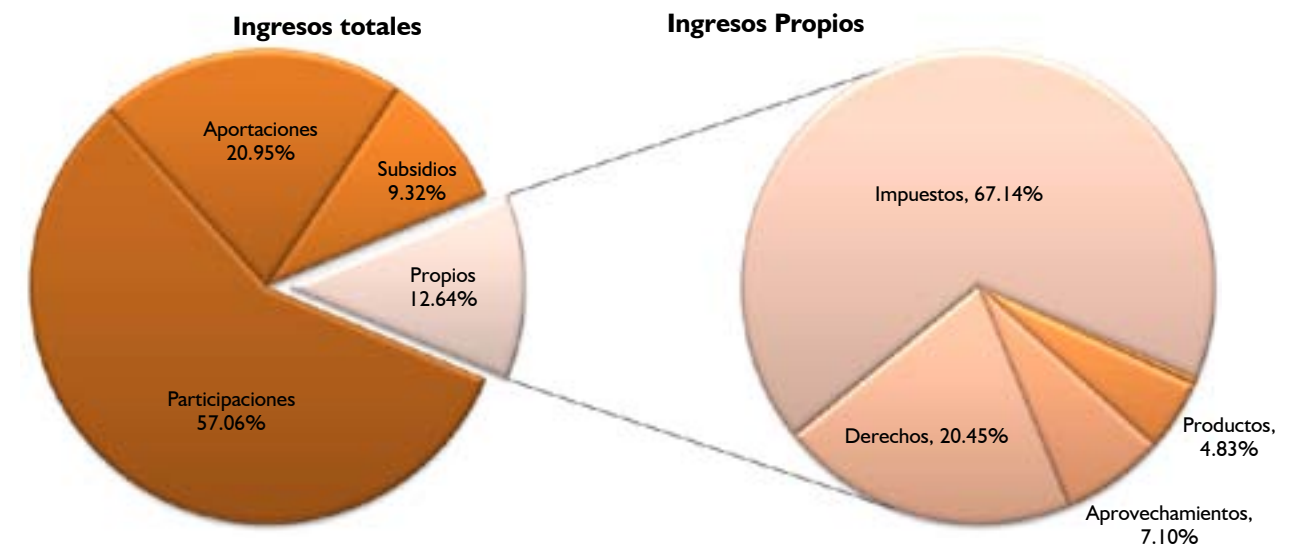 Ingresos totales
Ingresos Propios
Aportaciones
20.95%
Subsidios
9.32%
Propios
12.64%
Participaciones
57.06%
Impuestos, 67.14%
Derechos, 20.45%
Productos,
4.83%
Aprovechamientos,
7.10%